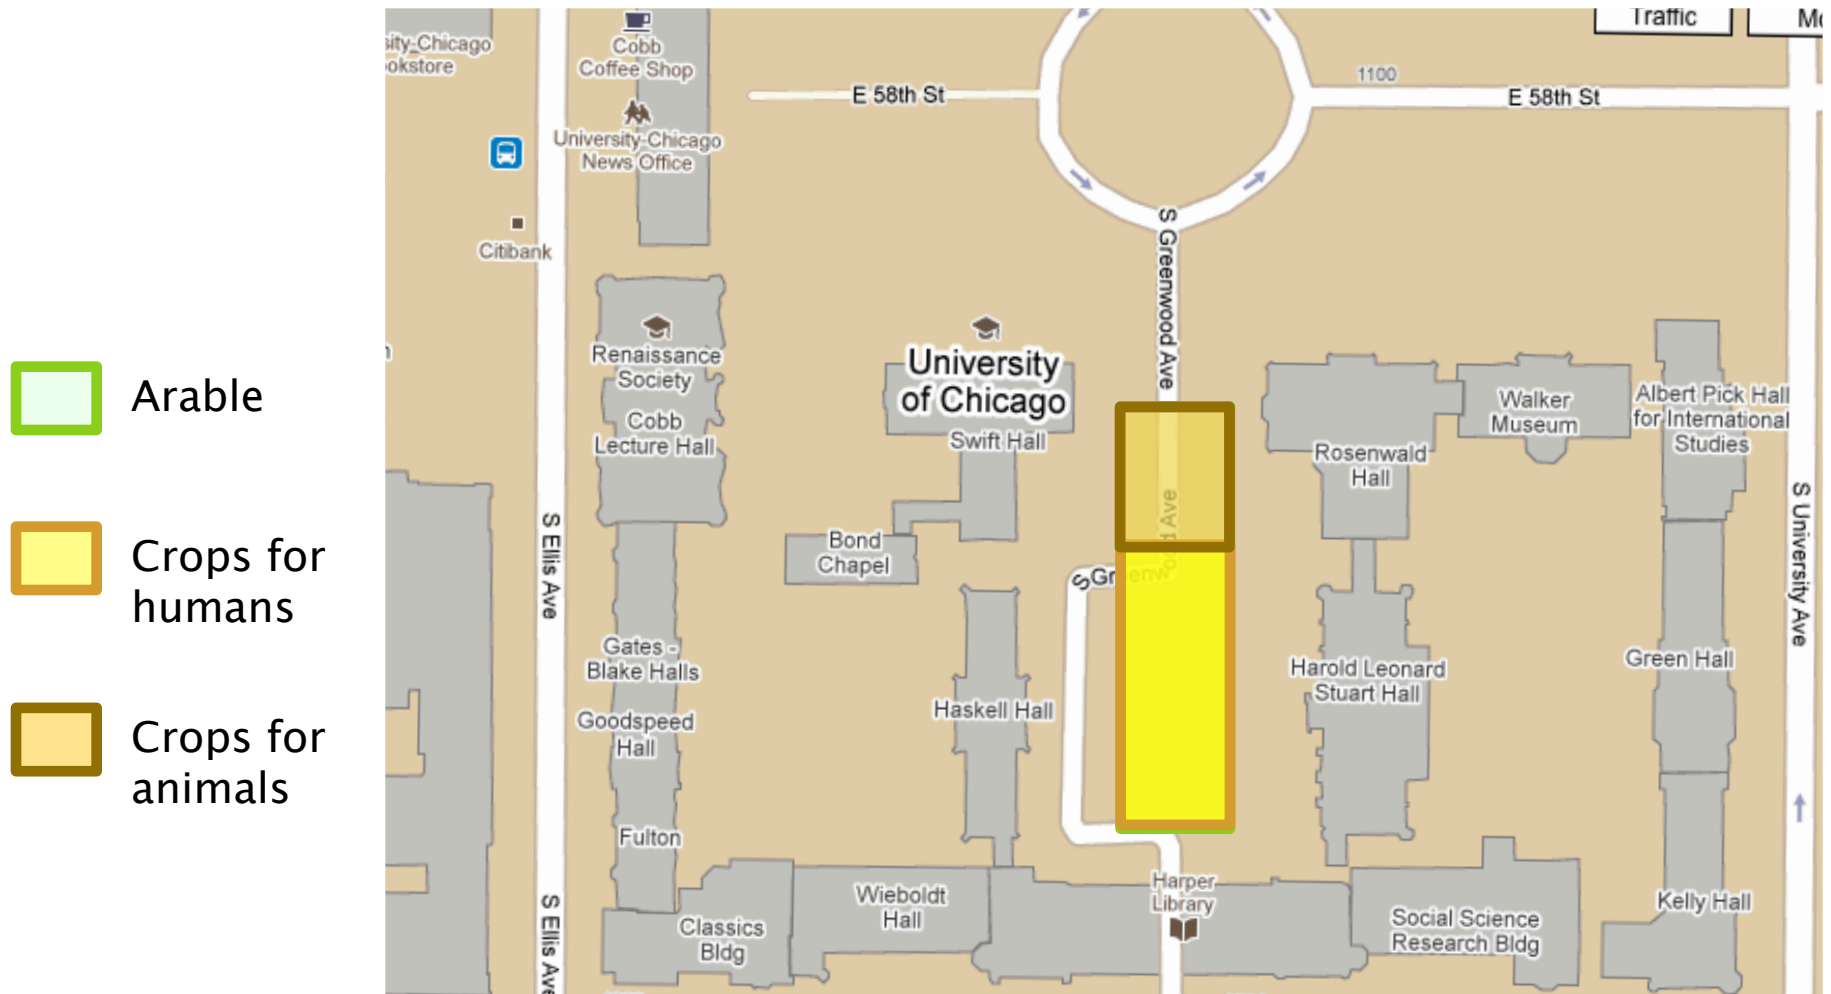 Traffic
Cobb
Coffee Shop
E 58th St
1100
E 58th St
University-Chicago
News Office
Citibank
S Greenwood Ave
Renaissance
Society
University
of Chicago
Arable
Cobb
Lecture Hall
Swift Hall
Walker
Museum
Albert Pick Hall
for International
Studies
Rosenwald
Hall
S Ellis Ave
S University Ave
Crops for
humans
Bond
Chapel
S Greenwood Ave
Gates -
Blake Halls
Harold Leonard
Stuart Hall
Green Hall
Haskell Hall
Goodspeed
Hall
Crops for
animals
Fulton
Harper
Library
Wieboldt
Hall
Kelly Hall
Classics
Bldg
Social Science
Research Bldg
S Ellis Ave